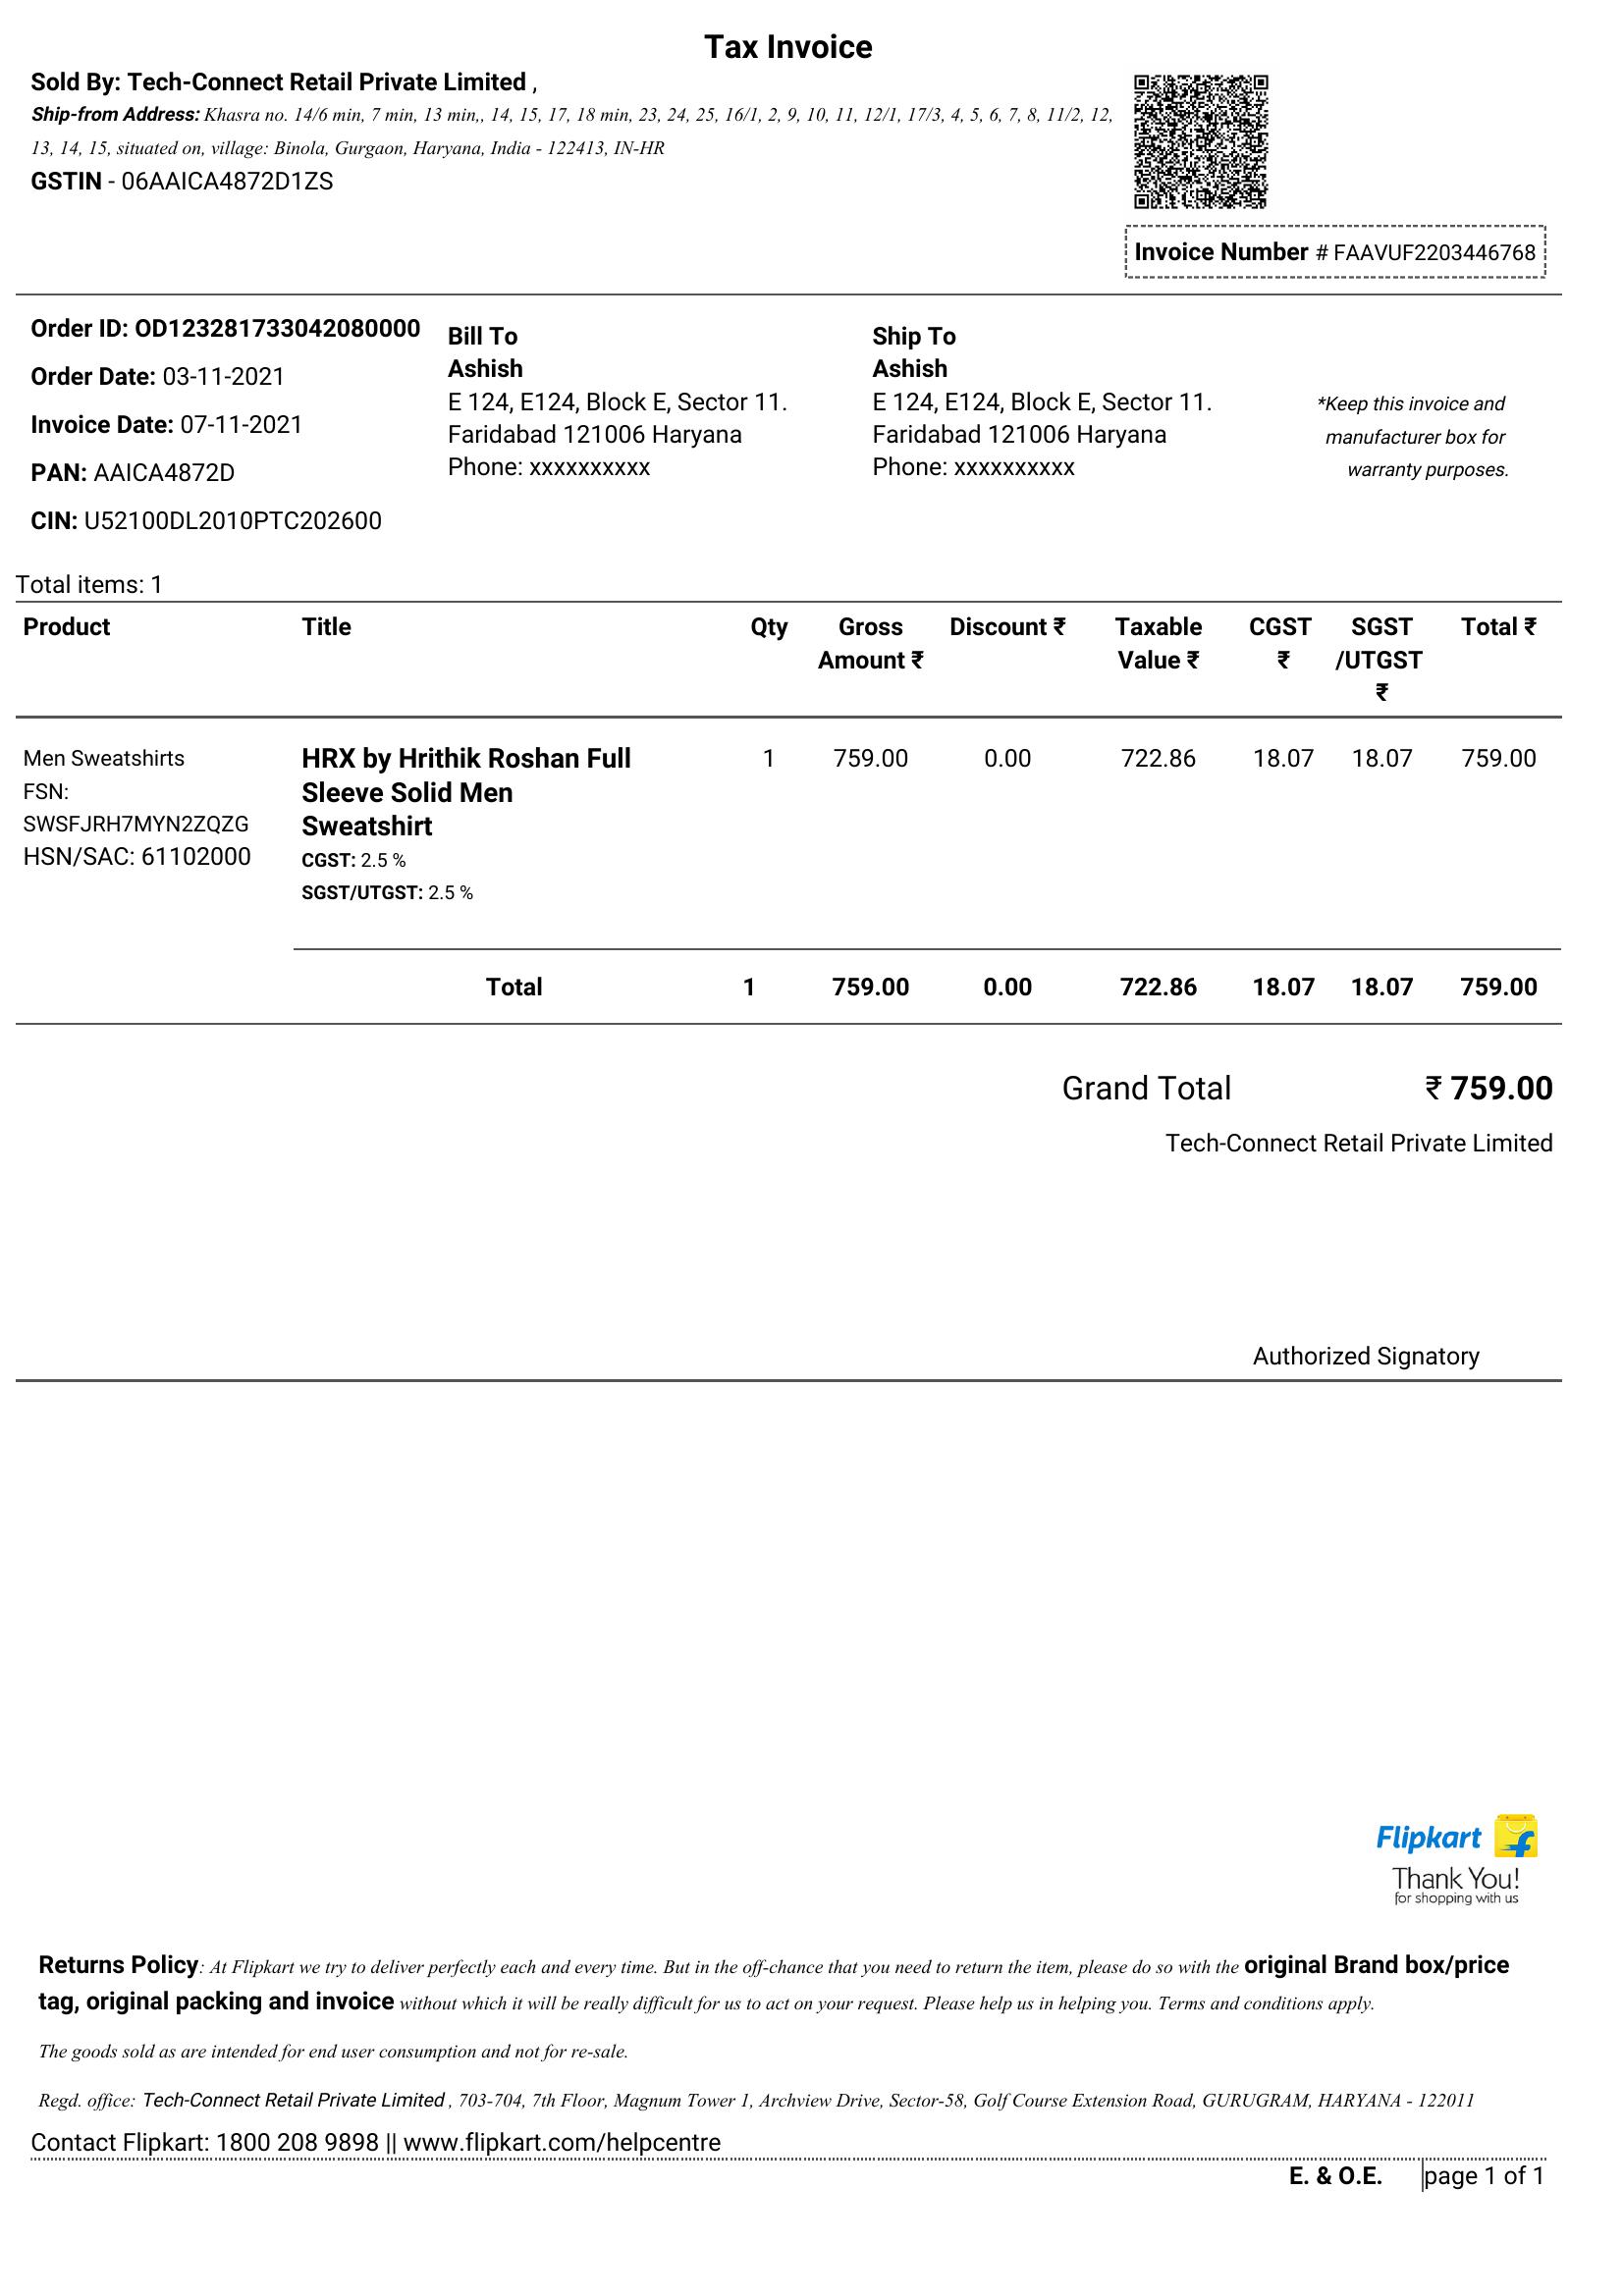 Tax Invoice
Sold By: Tech-Connect Retail Private Limited ,
Ship-from Address: Khasra no. 14/6 min, 7 min, 13 min,, 14, 15, 17, 18 min, 23, 24, 25, 16/1, 2, 9, 10, 11, 12/1, 17/3, 4, 5, 6, 7, 8, 11/2, 12,
13, 14, 15, situated on, village: Binola, Gurgaon, Haryana, India - 122413, IN-HR
GSTIN - 06AAICA4872D1ZS
Invoice Number # FAAVUF2203446768
Order ID: OD123281733042080000
Order Date: 03-11-2021
Invoice Date: 07-11-2021
PAN: AAICA4872D
CIN: U52100DL2010PTC202600
Bill To
Ashish
E 124, E124, Block E, Sector 11.
Faridabad 121006 Haryana
Phone: xxxxxxxxxx
Ship To
Ashish
E 124, E124, Block E, Sector 11.
Faridabad 121006 Haryana
Phone: xxxxxxxxxx
*Keep this invoice and
manufacturer box for
warranty purposes.
Total items: 1
Product Title Qty Gross Discount ₹ Taxable CGST SGST Total ₹
Amount ₹ Value ₹ ₹ /UTGST
₹
Men Sweatshirts HRX by Hrithik Roshan Full 1 759.00 0.00 722.86 18.07 18.07 759.00
FSN: Sleeve Solid Men
SWSFJRH7MYN2ZQZG Sweatshirt
HSN/SAC: 61102000 CGST: 2.5 %
SGST/UTGST: 2.5 %
Total 1 759.00 0.00 722.86 18.07 18.07 759.00
Grand Total ₹ 759.00
Tech-Connect Retail Private Limited
Authorized Signatory
Flipkart
Thank You!
for shopping with us
Returns Policy: At Flipkart we try to deliver perfectly each and every time. But in the off-chance that you need to return the item, please do so with the original Brand box/price
tag, original packing and invoice without which it will be really difficult for us to act on your request. Please help us in helping you. Terms and conditions apply.
The goods sold as are intended for end user consumption and not for re-sale.
Regd. office: Tech-Connect Retail Private Limited , 703-704, 7th Floor, Magnum Tower 1, Archview Drive, Sector-58, Golf Course Extension Road, GURUGRAM, HARYANA - 122011
Contact Flipkart: 1800 208 9898 || www.flipkart.com/helpcentre
E. & O.E. page 1 of 1